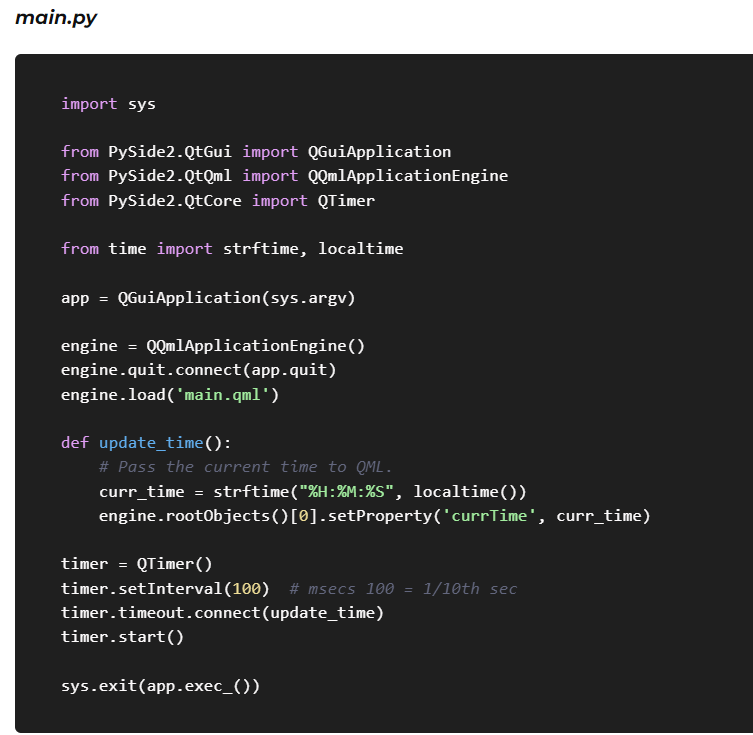 main.py
import sys
from PySide2.QtGui import QGuiApplication
from PySide2.QtQml import QQmlApplicationEngine
from PySide2.QtCore import QTimer
from time import strftime, localtime
app = QGuiApplication(sys.argv)
engine = QQmlApplicationEngine()
engine.quit.connect(app.quit)
engine.load('main.qml')
def update_time():
    # Pass the current time to QML.
    curr_time = strftime("%H:%M:%S", localtime())
    engine.rootObjects()[0].setProperty('currTime', curr_time)
timer = QTimer()
timer.setInterval(100)  # msecs 100 = 1/10th sec
timer.timeout.connect(update_time)
timer.start()
sys.exit(app.exec_())